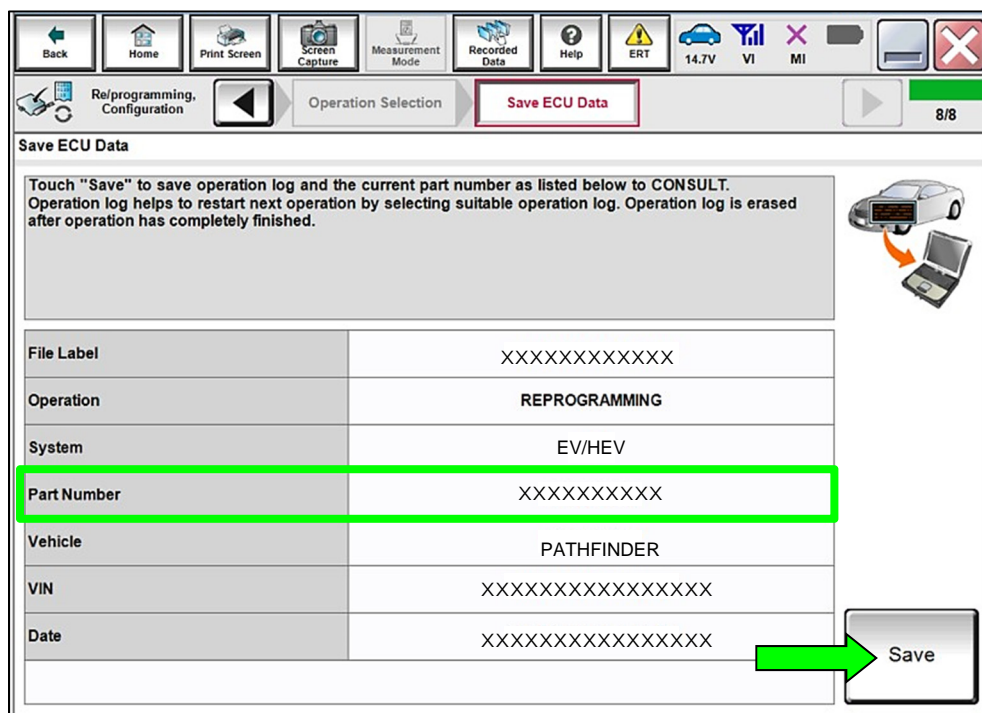 Back
Home
Print Screen
Screen Capture
Measurement Mode
Recorded Data
Help
ERT
14.7V
VI
MI
Re/programming, Configuration
Operation Selection
Save ECU Data
8/8
Save ECU Data
Touch "Save" to save operation log and the current part number as listed below to CONSULT.
Operation log helps to restart next operation by selecting suitable operation log. Operation log is erased
after operation has completely finished.
File Label XXXXXXXXXXXX
Operation REPROGRAMMING
System EV/HEV
Part Number XXXXXXXXXX
Vehicle PATHFINDER
VIN XXXXXXXXXXXXXXXX
Date XXXXXXXXXXXXXXXX
Save